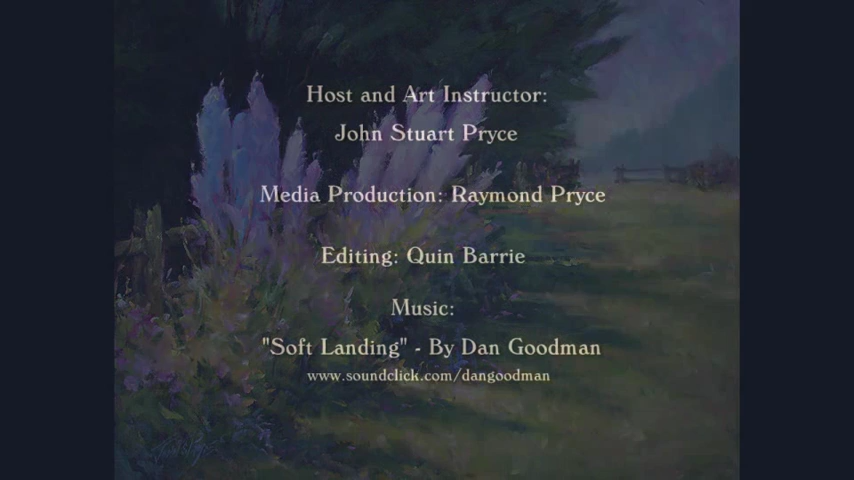 Host and Art Instructor:
John Stuart Pryce
Media Production: Raymond Pryce
Editing: Quin Barrie
Music:
"Soft Landing" - By Dan Goodman
www.soundclick.com/dangoodman